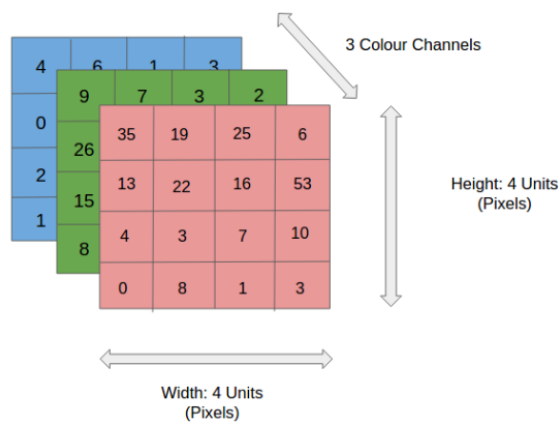 3 Colour Channels
4 6 1 3
9 7 3 2
0
35 19 25 6
26
13 22 16 53
2
15
4 3 7 10
1
8
0 8 1 3
Height: 4 Units
(Pixels)
Width: 4 Units
(Pixels)